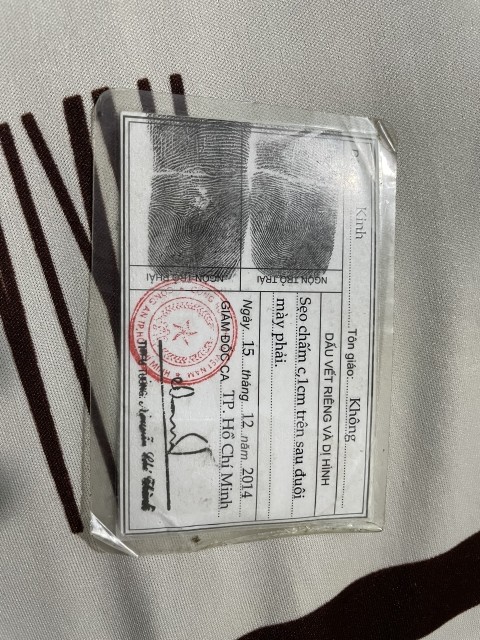 Kinh Tôn giáo: Không
DẤU VẾT RIÊNG VÀ DỊ HÌNH
Sẹo chấm c,1cm trên sau đuôi
mày phải.
NGÓN TRỎ TRÁI
NGÓN TRỎ PHẢI
Ngày 15 tháng 12 năm 2014
GIÁM ĐỐC CA TP. Hồ Chí Minh